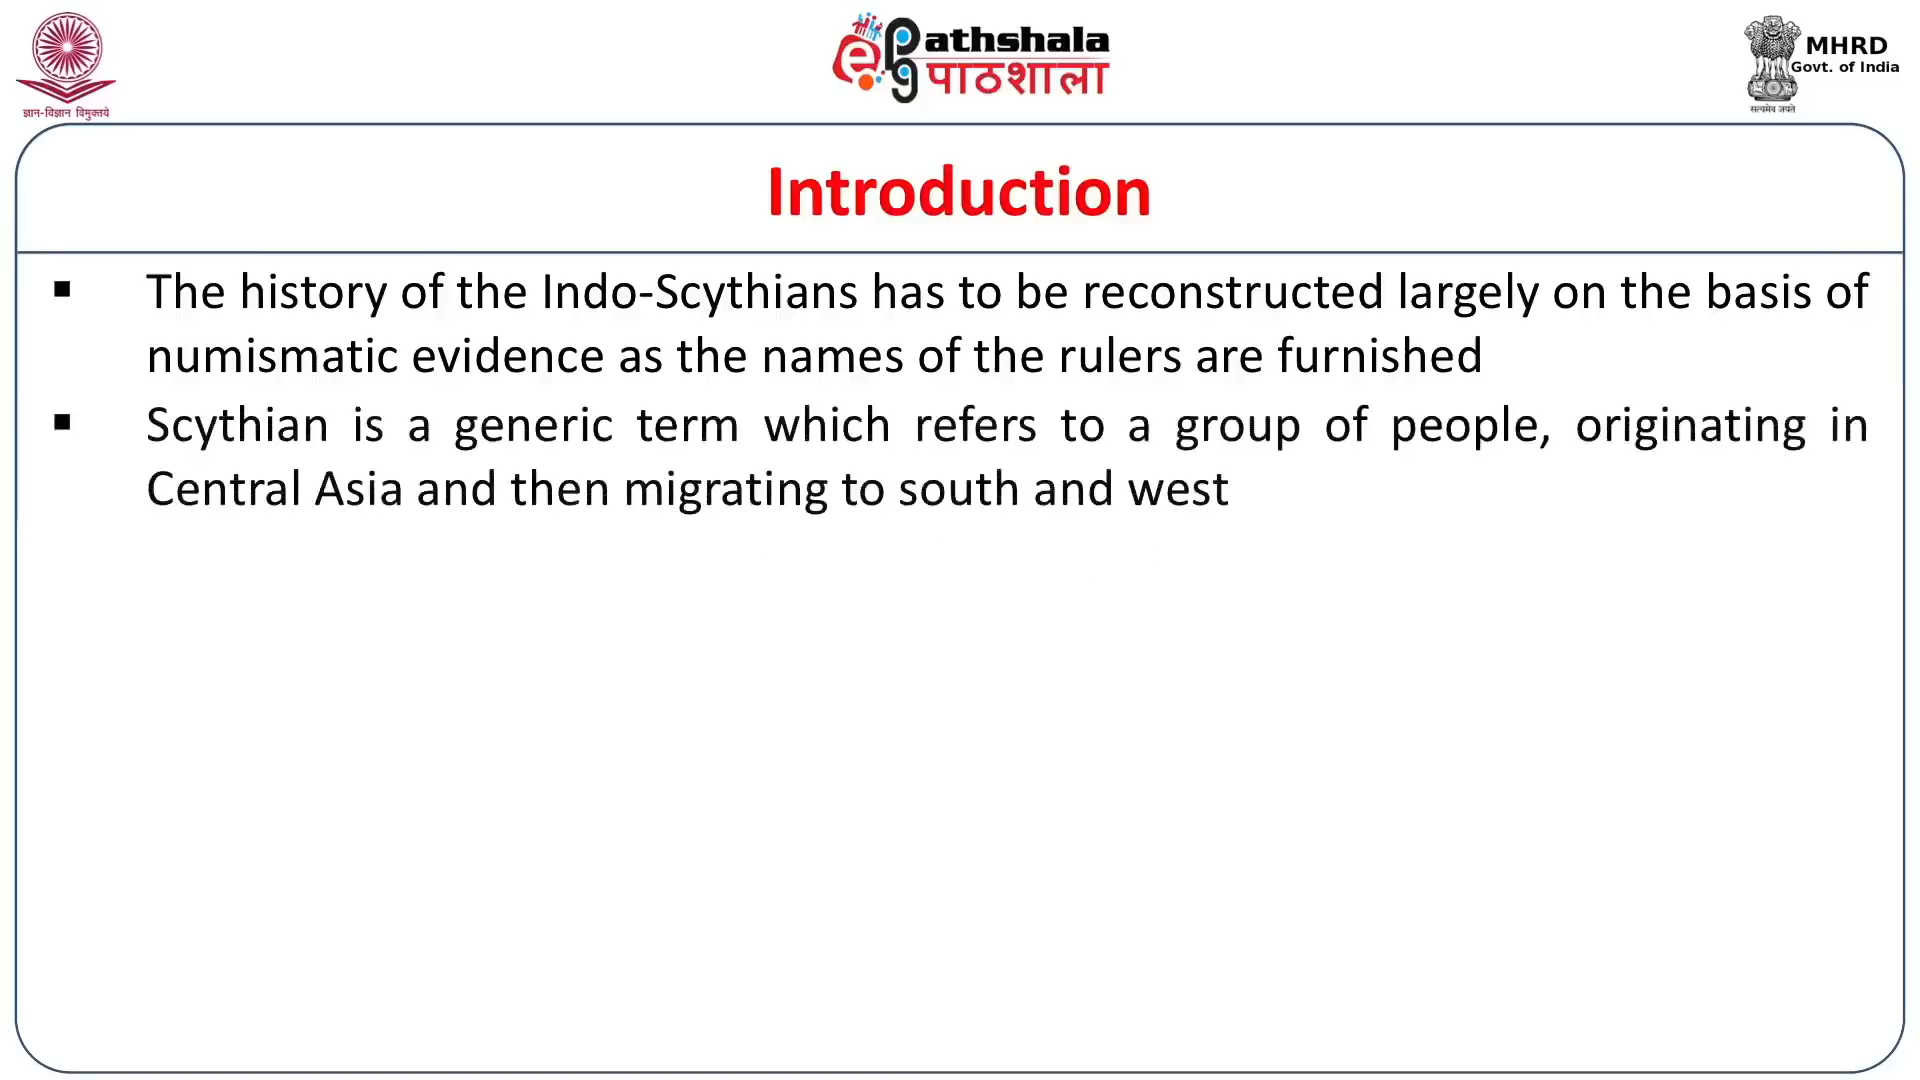 ज्ञान-विज्ञान विमुक्तये
ePG Pathshala
पाठशाला
MHRD
Govt. of India
सत्यमेव जयते
Introduction
▪ The history of the Indo-Scythians has to be reconstructed largely on the basis of
numismatic evidence as the names of the rulers are furnished
▪ Scythian is a generic term which refers to a group of people, originating in
Central Asia and then migrating to south and west